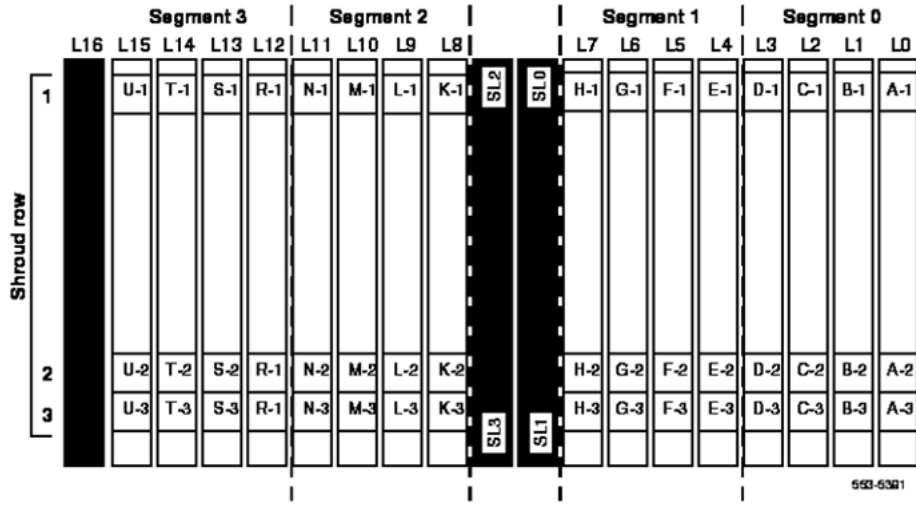 Segment 3 Segment 2 Segment 1 Segment 0
L16 L15 L14 L13 L12 L11 L10 L9 L8 L7 L6 L5 L4 L3 L2 L1 L0
1 U-1 T-1 S-1 R-1 N-1 M-1 L-1 K-1 SL2 SL0 H-1 G-1 F-1 E-1 D-1 C-1 B-1 A-1
Shroud row
2 U-2 T-2 S-2 R-1 N-2 M-2 L-2 K-2 H-2 G-2 F-2 E-2 D-2 C-2 B-2 A-2
3 U-3 T-3 S-3 R-1 N-3 M-3 L-3 K-3 SL3 SL1 H-3 G-3 F-3 E-3 D-3 C-3 B-3 A-3
553-5391